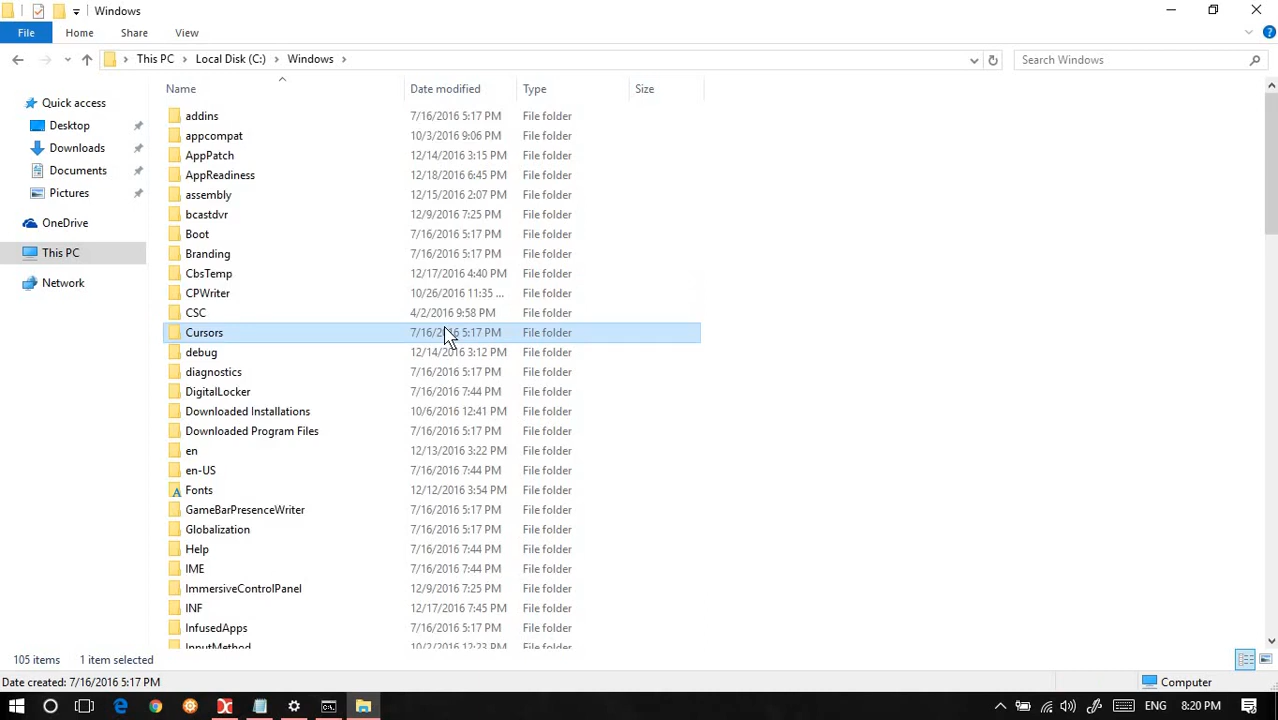 Windows
File Home Share View
This PC Local Disk (C:) Windows
Search Windows
Name Date modified Type Size
Quick access
Desktop
Downloads
Documents
Pictures
OneDrive
This PC
Network
addins 7/16/2016 5:17 PM File folder
appcompat 10/3/2016 9:06 PM File folder
AppPatch 12/14/2016 3:15 PM File folder
AppReadiness 12/18/2016 6:45 PM File folder
assembly 12/15/2016 2:07 PM File folder
bcastdvr 12/9/2016 7:25 PM File folder
Boot 7/16/2016 5:17 PM File folder
Branding 7/16/2016 5:17 PM File folder
CbsTemp 12/17/2016 4:40 PM File folder
CPWriter 10/26/2016 11:35 ... File folder
CSC 4/2/2016 9:58 PM File folder
Cursors 7/16/2016 5:17 PM File folder
debug 12/14/2016 3:12 PM File folder
diagnostics 7/16/2016 5:17 PM File folder
DigitalLocker 7/16/2016 7:44 PM File folder
Downloaded Installations 10/6/2016 12:41 PM File folder
Downloaded Program Files 7/16/2016 5:17 PM File folder
en 12/13/2016 3:22 PM File folder
en-US 7/16/2016 7:44 PM File folder
Fonts 12/12/2016 3:54 PM File folder
GameBarPresenceWriter 7/16/2016 5:17 PM File folder
Globalization 7/16/2016 5:17 PM File folder
Help 7/16/2016 7:44 PM File folder
IME 7/16/2016 7:44 PM File folder
ImmersiveControlPanel 12/9/2016 7:25 PM File folder
INF 12/17/2016 7:45 PM File folder
InfusedApps 7/16/2016 5:17 PM File folder
InputMethod 10/2/2016 12:23 PM File folder
105 items 1 item selected
Date created: 7/16/2016 5:17 PM
Computer
ENG 8:20 PM